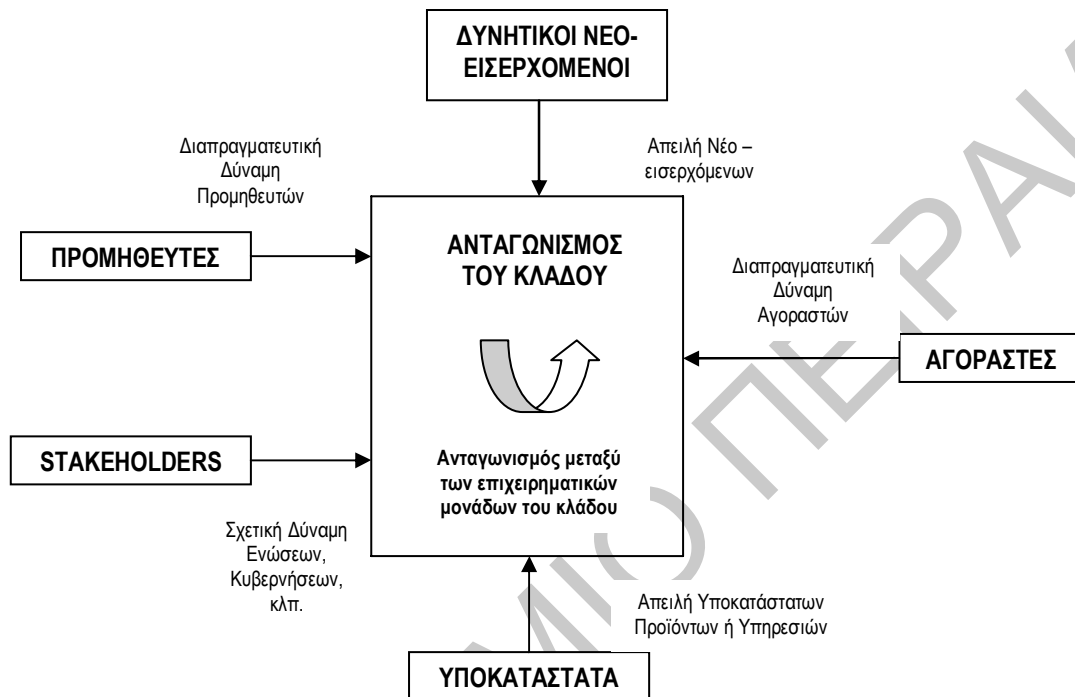 ΔΥΝΗΤΙΚΟΙ ΝΕΟ-
ΕΙΣΕΡΧΟΜΕΝΟΙ
Διαπραγματευτική
Δύναμη
Προμηθευτών
Απειλή Νέο –
εισερχόμενων
ΠΡΟΜΗΘΕΥΤΕΣ
ΑΝΤΑΓΩΝΙΣΜΟΣ
ΤΟΥ ΚΛΑΔΟΥ
Διαπραγματευτική
Δύναμη
Αγοραστών
ΑΓΟΡΑΣΤΕΣ
STAKEHOLDERS
Ανταγωνισμός μεταξύ
των επιχειρηματικών
μονάδων του κλάδου
Σχετική Δύναμη
Ενώσεων,
Κυβερνήσεων,
κλπ.
Απειλή Υποκατάστατων
Προϊόντων ή Υπηρεσιών
ΥΠΟΚΑΤΑΣΤΑΤΑ